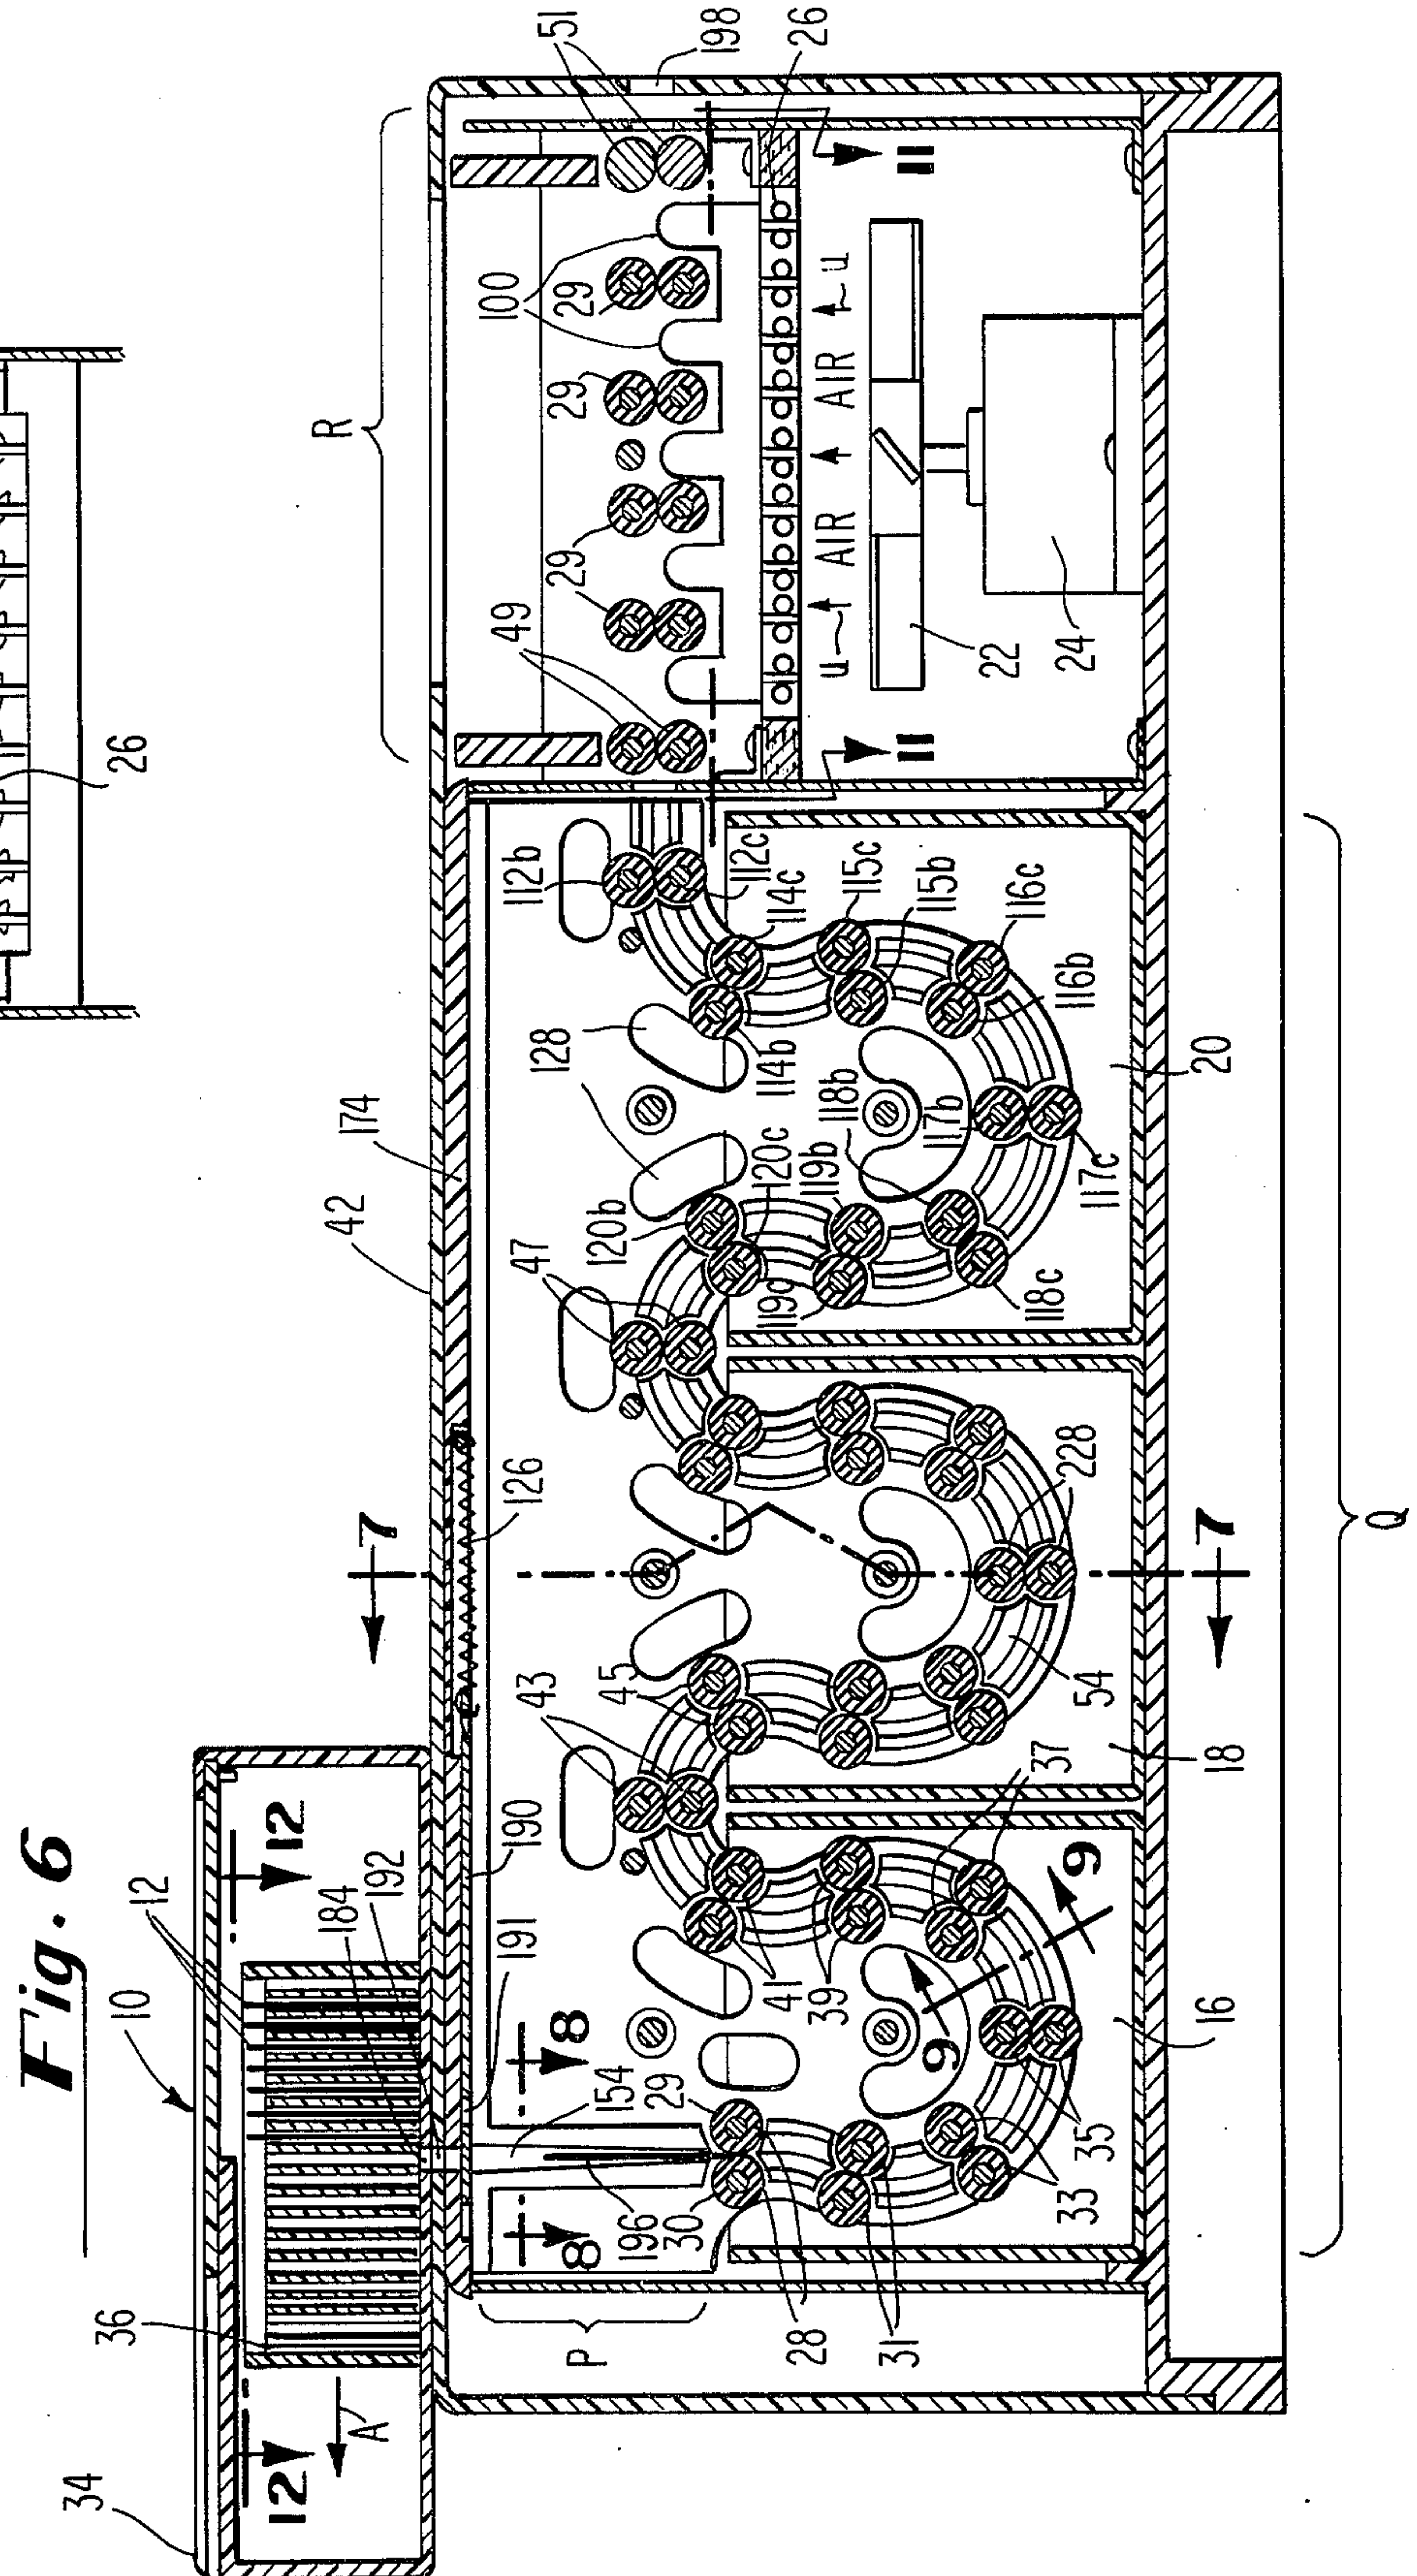 Fig. 6
26
R
51
198
26
100
29
29
29
49
11
11
u
AIR
AIR
u
22
24
Q
42
174
112b
112c
114c
115c
115b
116c
116b
114b
128
117b
117c
118b
118c
119b
119c
120b
120c
20
47
126
7
7
228
54
18
45
43
190
191
192
184
12
10
12
12
36
34
A
8
8
154
196
29
30
28
31
33
35
37
39
41
9
9
16
P